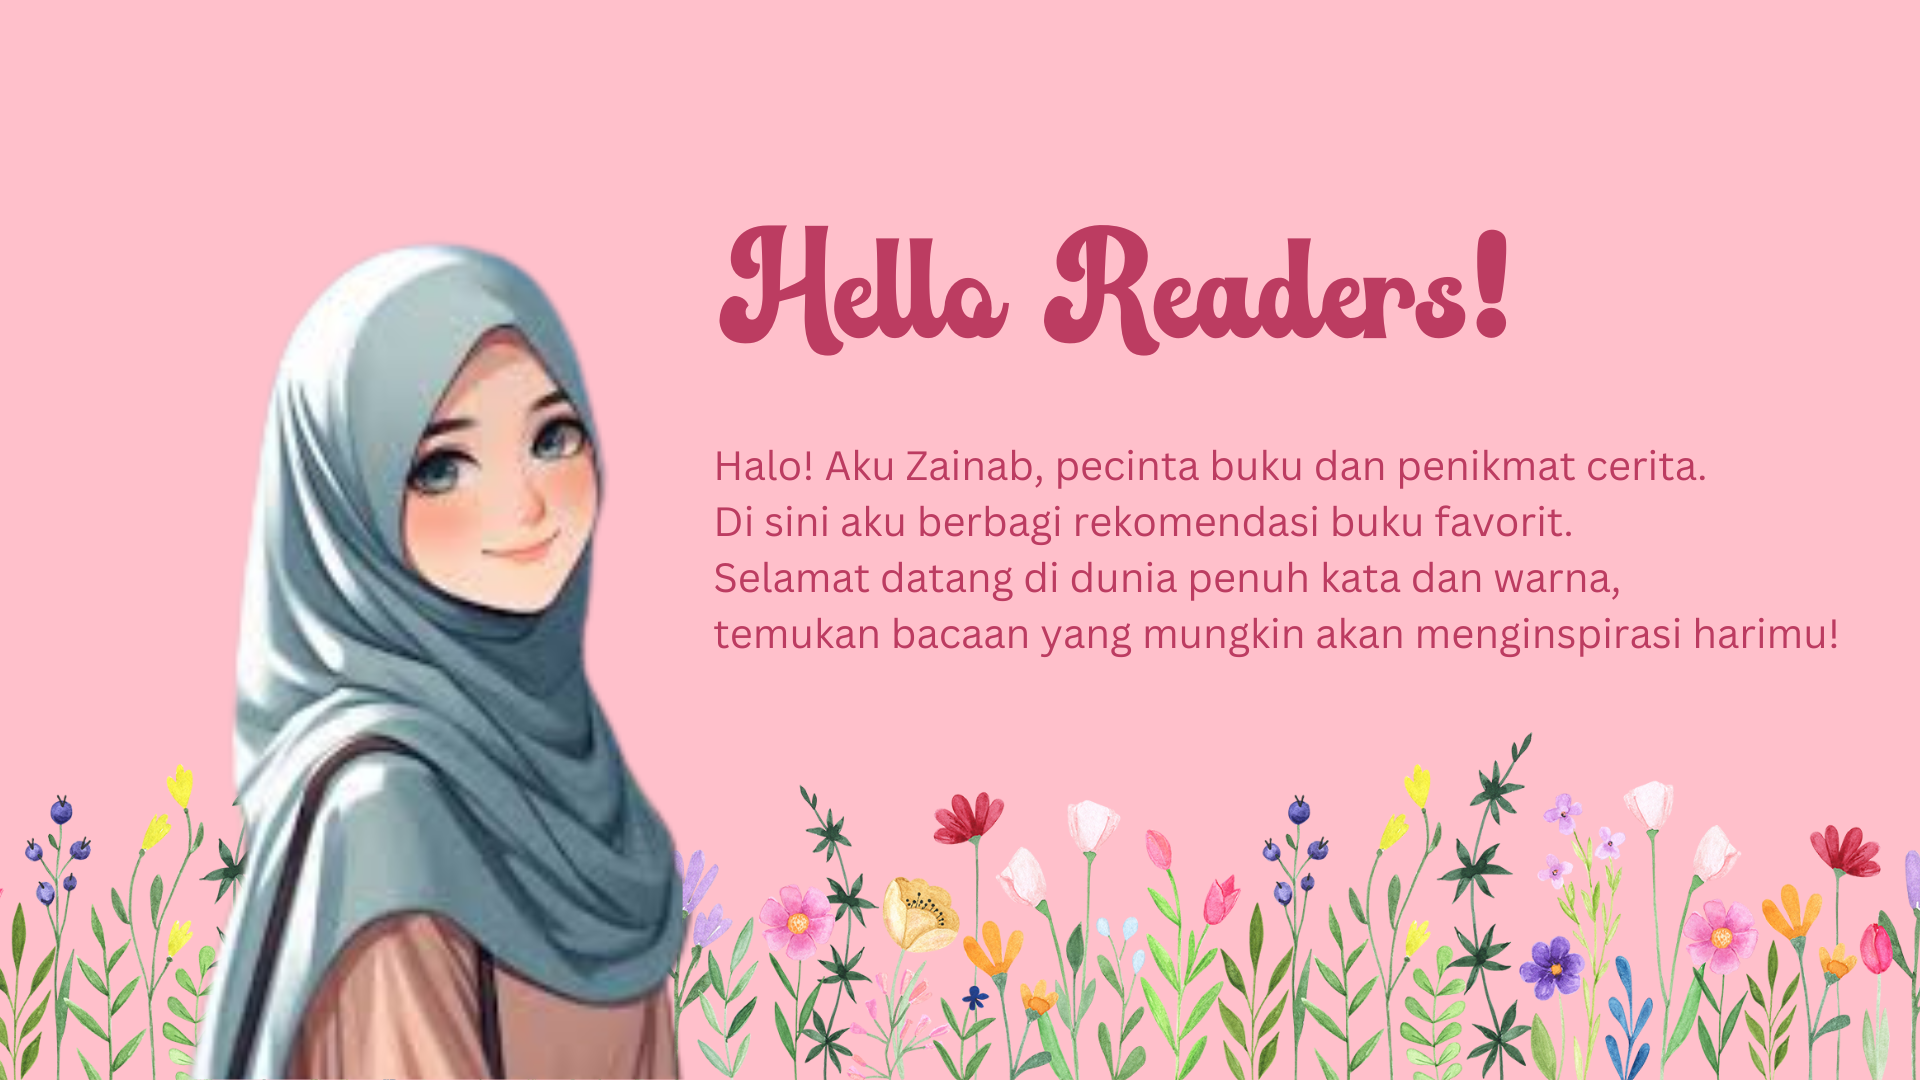 Hello Readers!
Halo! Aku Zainab, pecinta buku dan penikmat cerita.
Di sini aku berbagi rekomendasi buku favorit.
Selamat datang di dunia penuh kata dan warna,
temukan bacaan yang mungkin akan menginspirasi harimu!